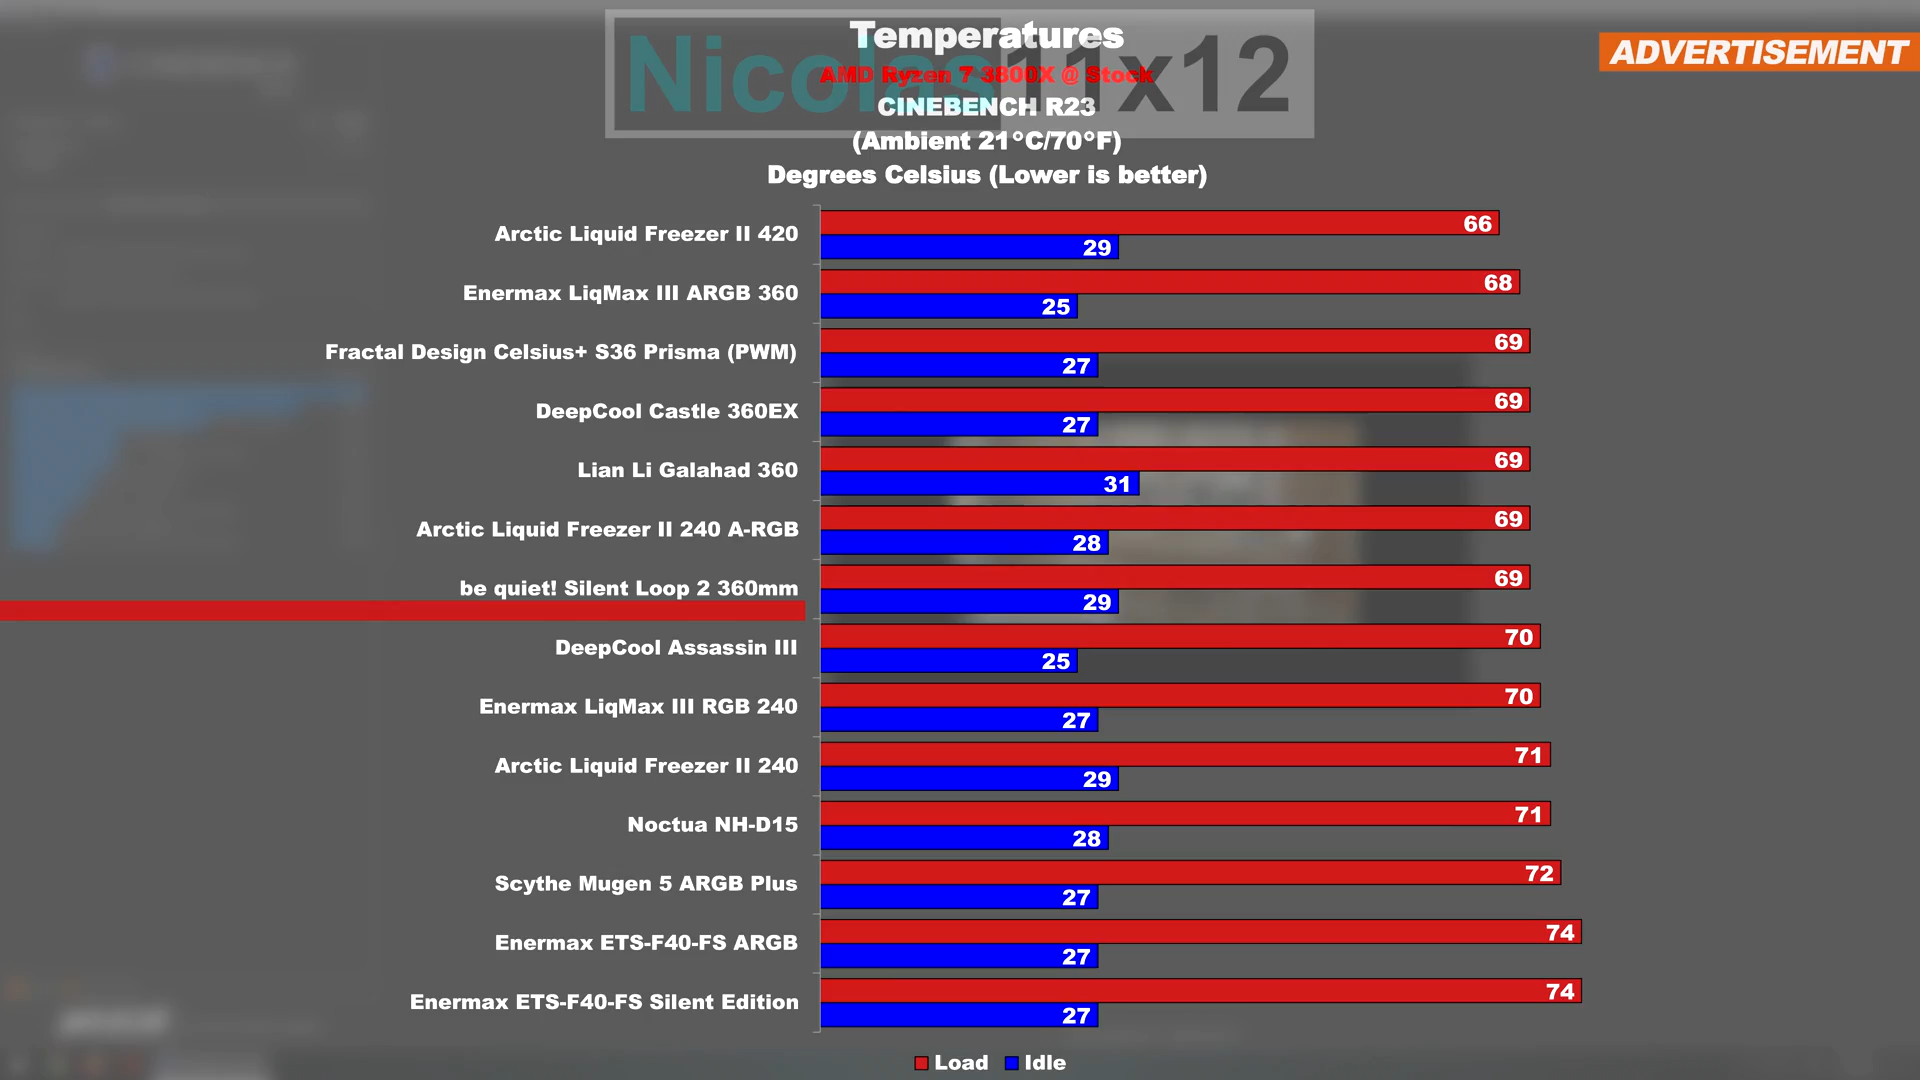 Nicolas11x12
Temperatures
AMD Ryzen 7 3800X @ Stock
CINEBENCH R23
(Ambient 21°C/70°F)
Degrees Celsius (Lower is better)
ADVERTISEMENT
Arctic Liquid Freezer II 420
66
29
Enermax LiqMax III ARGB 360
68
25
Fractal Design Celsius+ S36 Prisma (PWM)
69
27
DeepCool Castle 360EX
69
27
Lian Li Galahad 360
69
31
Arctic Liquid Freezer II 240 A-RGB
69
28
be quiet! Silent Loop 2 360mm
69
29
DeepCool Assassin III
70
25
Enermax LiqMax III RGB 240
70
27
Arctic Liquid Freezer II 240
71
29
Noctua NH-D15
71
28
Scythe Mugen 5 ARGB Plus
72
27
Enermax ETS-F40-FS ARGB
74
27
Enermax ETS-F40-FS Silent Edition
74
27
Load Idle